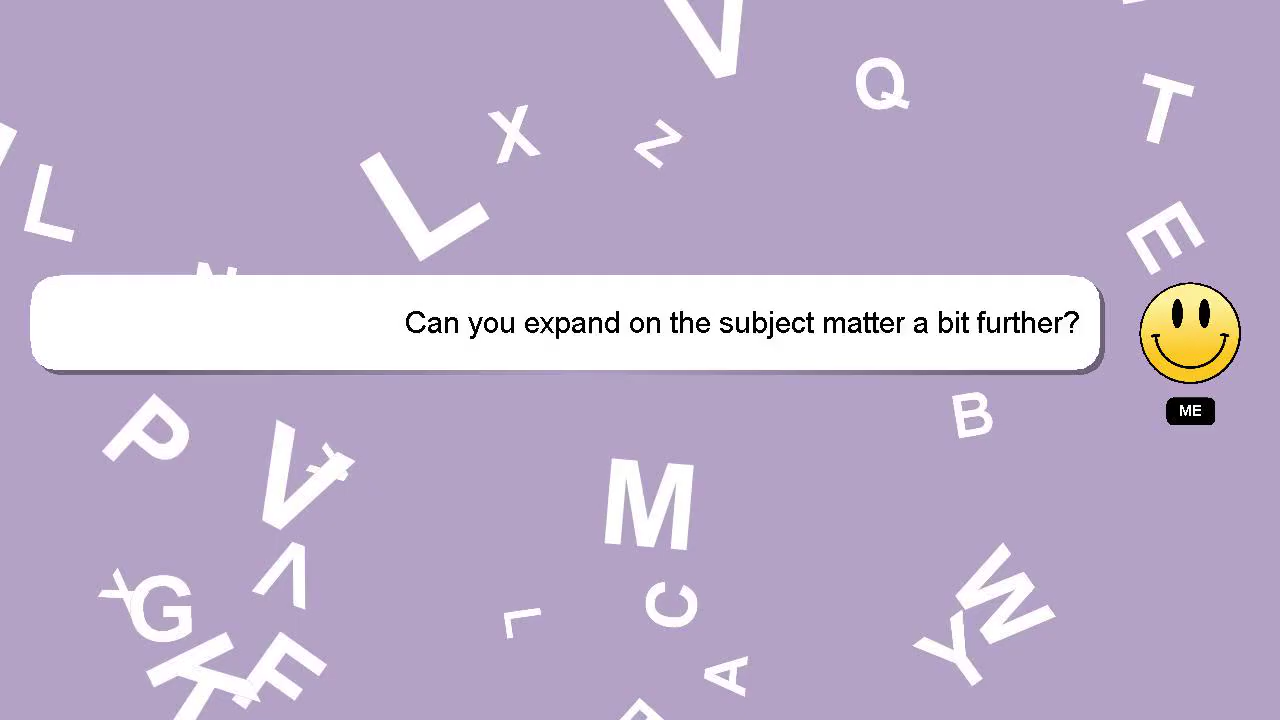 V
Q
T
X
Z
L
L
E
N
Can you expand on the subject matter a bit further?
ME
B
P
V
M
V
X
G
C
L
W
Y
K
F
A